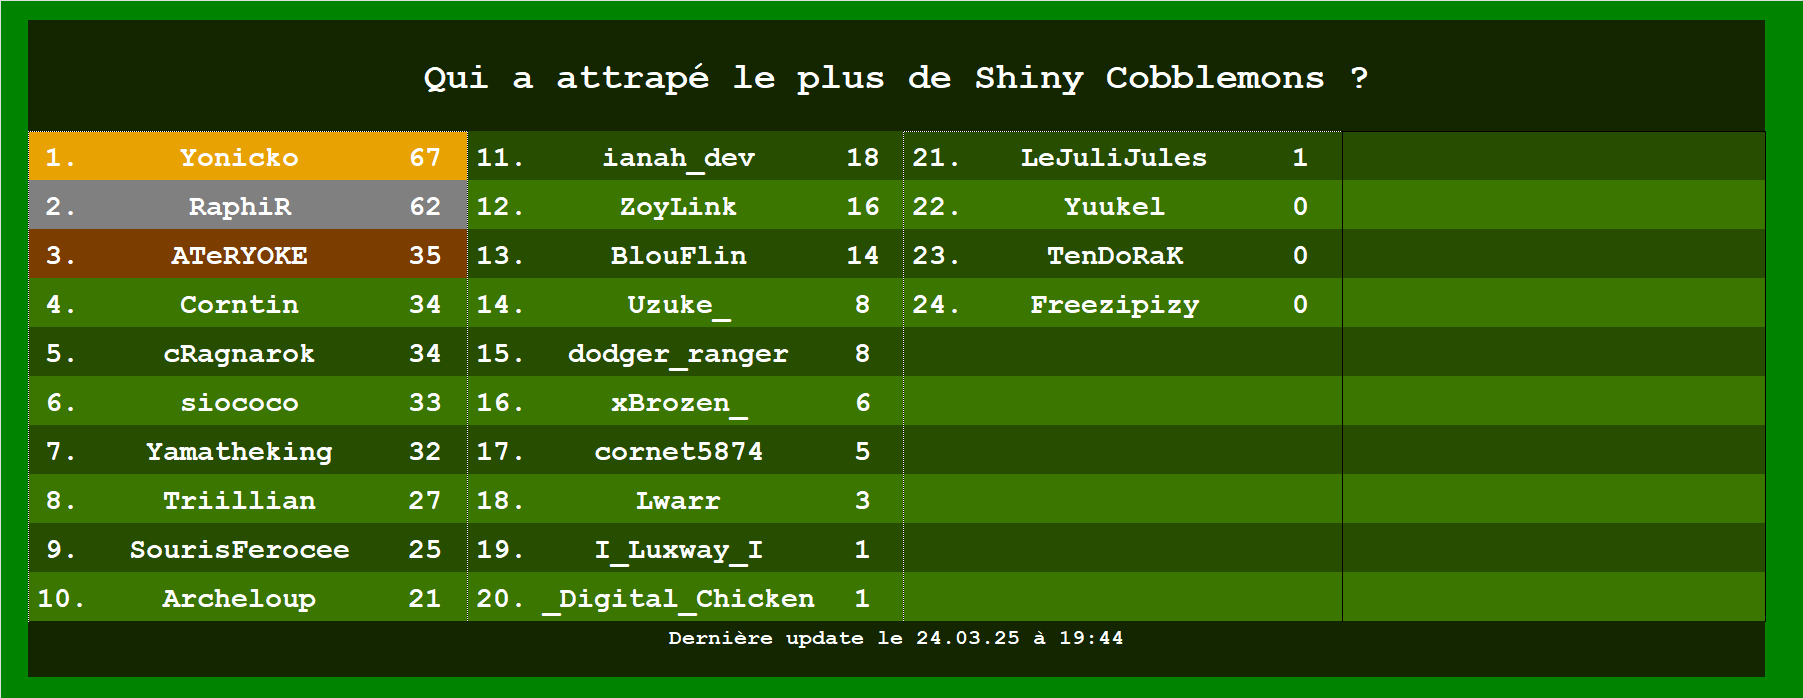 Qui a attrapé le plus de Shiny Cobblemons ?
1. Yonicko 67
2. RaphiR 62
3. ATeRYOKE 35
4. Corntin 34
5. cRagnarok 34
6. siococo 33
7. Yamatheking 32
8. Triillian 27
9. SourisFerocee 25
10. Archeloup 21
11. ianah_dev 18
12. ZoyLink 16
13. BlouFlin 14
14. Uzuke_ 8
15. dodger_ranger 8
16. xBrozen_ 6
17. cornet5874 5
18. Lwarr 3
19. I_Luxway_I 1
20. _Digital_Chicken 1
21. LeJuliJules 1
22. Yuukel 0
23. TenDoRaK 0
24. Freezipizy 0
Dernière update le 24.03.25 à 19:44